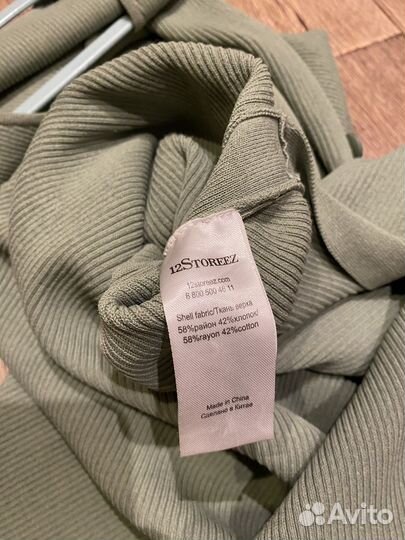 12STOREEZ
12storeez.com
8 800 500 46 11
Shell fabric/Ткань верха
58%район 42%хлопок/
58%rayon 42%cotton
Made in China
Сделано в Китае
Avito